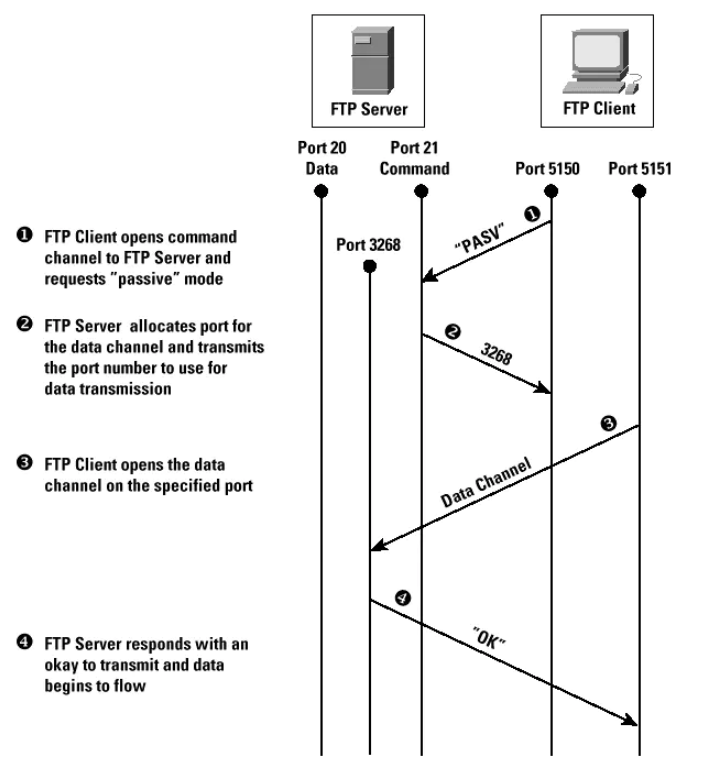 FTP Server
FTP Client
Port 20
Data
Port 21
Command
Port 5150
Port 5151
❶ FTP Client opens command
channel to FTP Server and
requests ”passive” mode
Port 3268
❶
“PASV”
❷ FTP Server allocates port for
the data channel and transmits
the port number to use for
data transmission
❷
3268
❸
❸ FTP Client opens the data
channel on the specified port
Data Channel
❹
❹ FTP Server responds with an
okay to transmit and data
begins to flow
”OK”